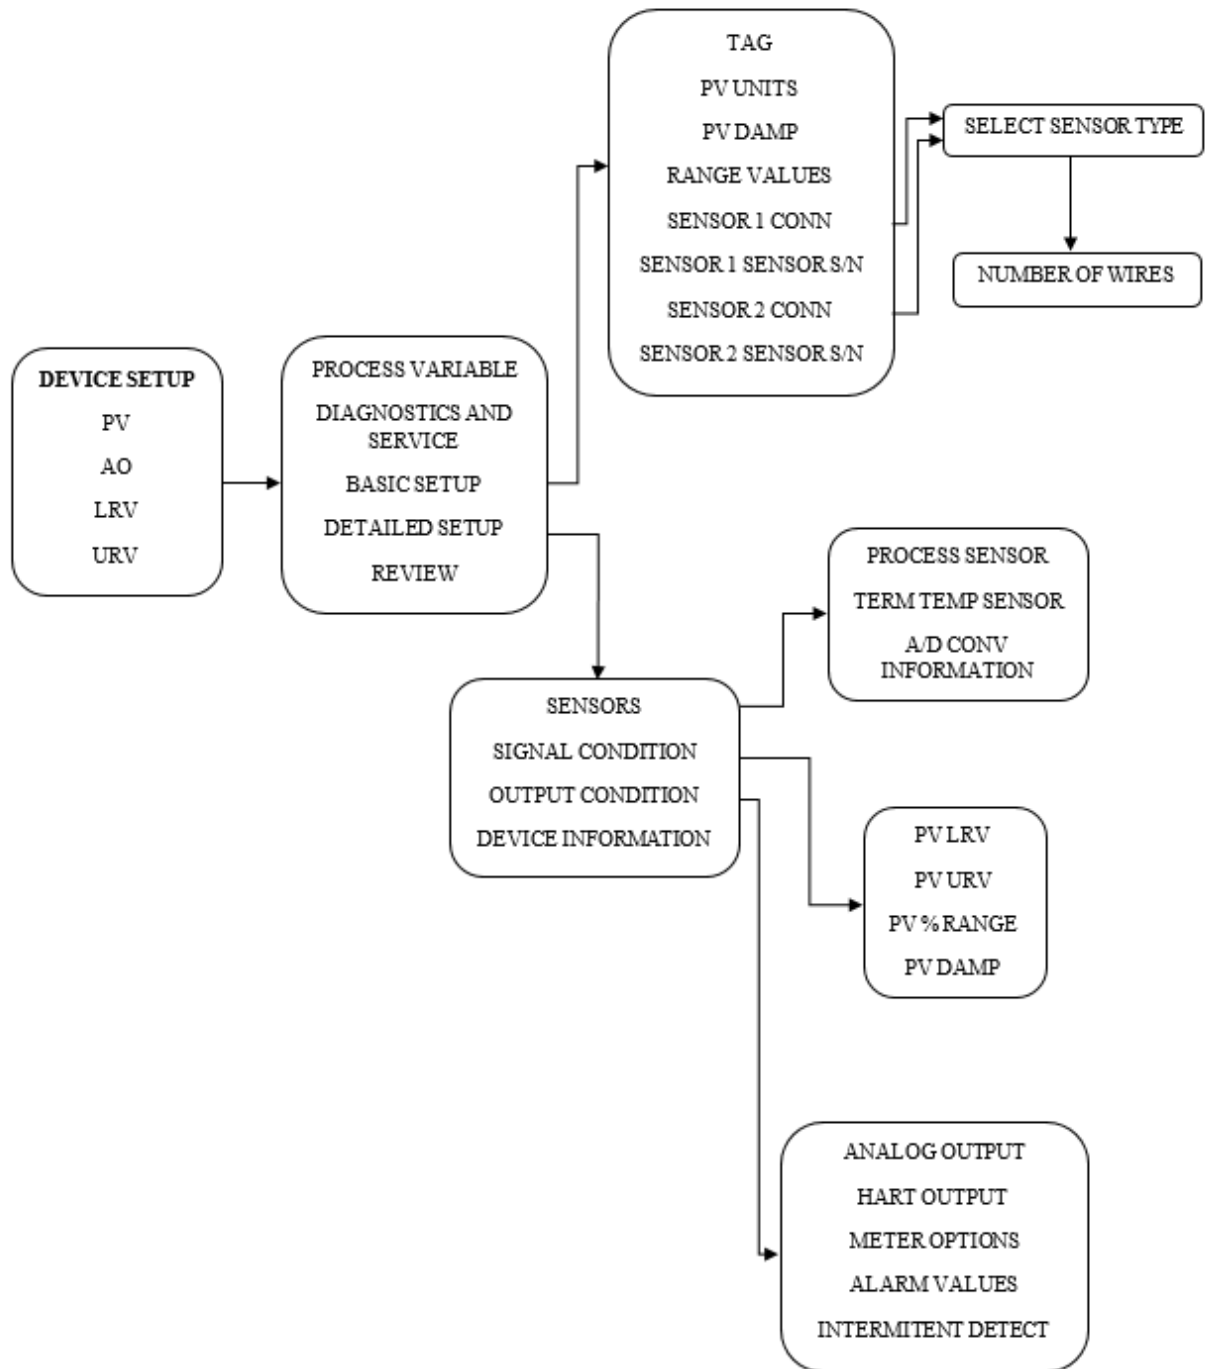 DEVICE SETUP
PV
AO
LRV
URV
PROCESS VARIABLE
DIAGNOSTICS AND
SERVICE
BASIC SETUP
DETAILED SETUP
REVIEW
TAG
PV UNITS
PV DAMP
RANGE VALUES
SENSOR 1 CONN
SENSOR 1 SENSOR S/N
SENSOR 2 CONN
SENSOR 2 SENSOR S/N
SELECT SENSOR TYPE
NUMBER OF WIRES
SENSORS
SIGNAL CONDITION
OUTPUT CONDITION
DEVICE INFORMATION
PROCESS SENSOR
TERM TEMP SENSOR
A/D CONV
INFORMATION
PV LRV
PV URV
PV % RANGE
PV DAMP
ANALOG OUTPUT
HART OUTPUT
METER OPTIONS
ALARM VALUES
INTERMITENT DETECT